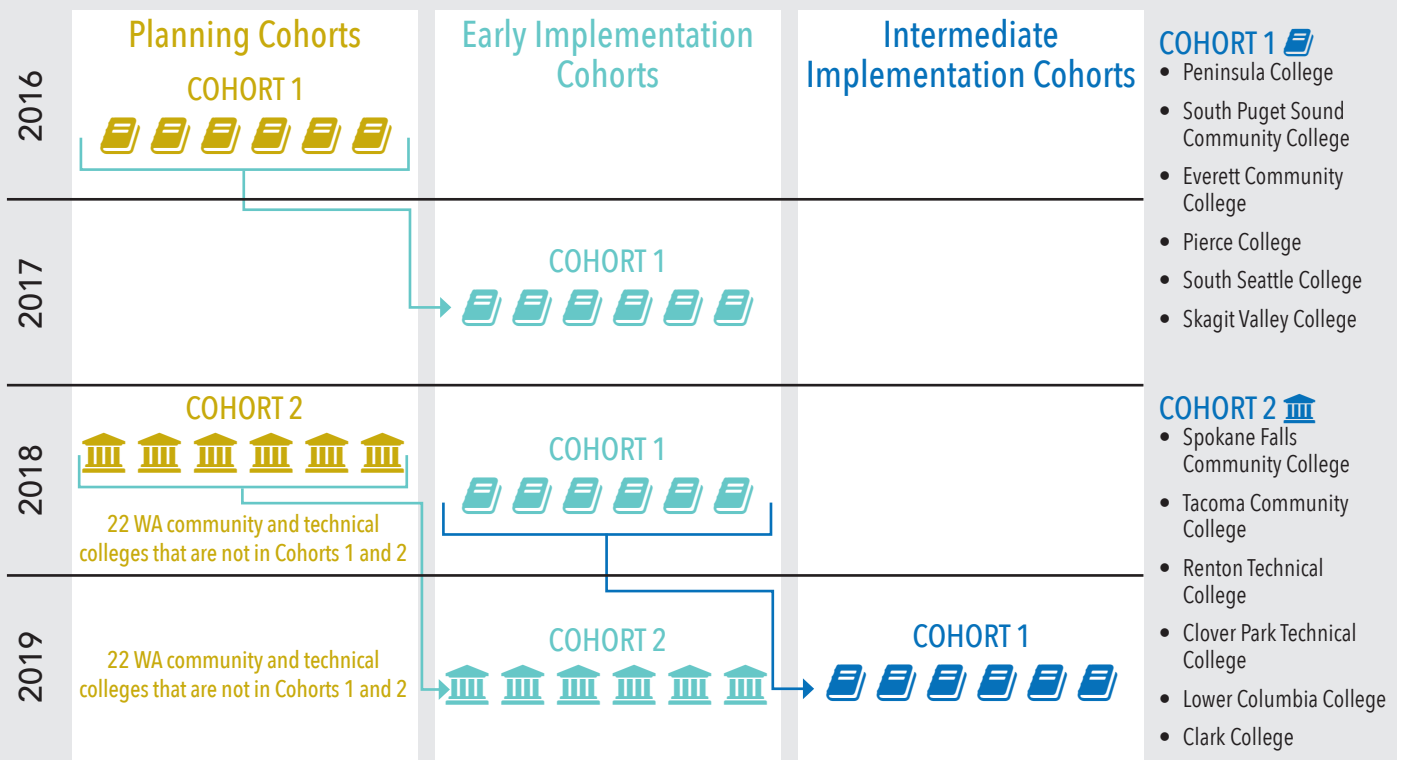 Planning Cohorts
Early Implementation
Cohorts
Intermediate
Implementation Cohorts
2016
COHORT 1
2017
COHORT 1
2018
COHORT 2
22 WA community and technical
colleges that are not in Cohorts 1 and 2
COHORT 1
2019
22 WA community and technical
colleges that are not in Cohorts 1 and 2
COHORT 2
COHORT 1
COHORT 1
• Peninsula College
• South Puget Sound
Community College
• Everett Community
College
• Pierce College
• South Seattle College
• Skagit Valley College
COHORT 2
• Spokane Falls
Community College
• Tacoma Community
College
• Renton Technical
College
• Clover Park Technical
College
• Lower Columbia College
• Clark College